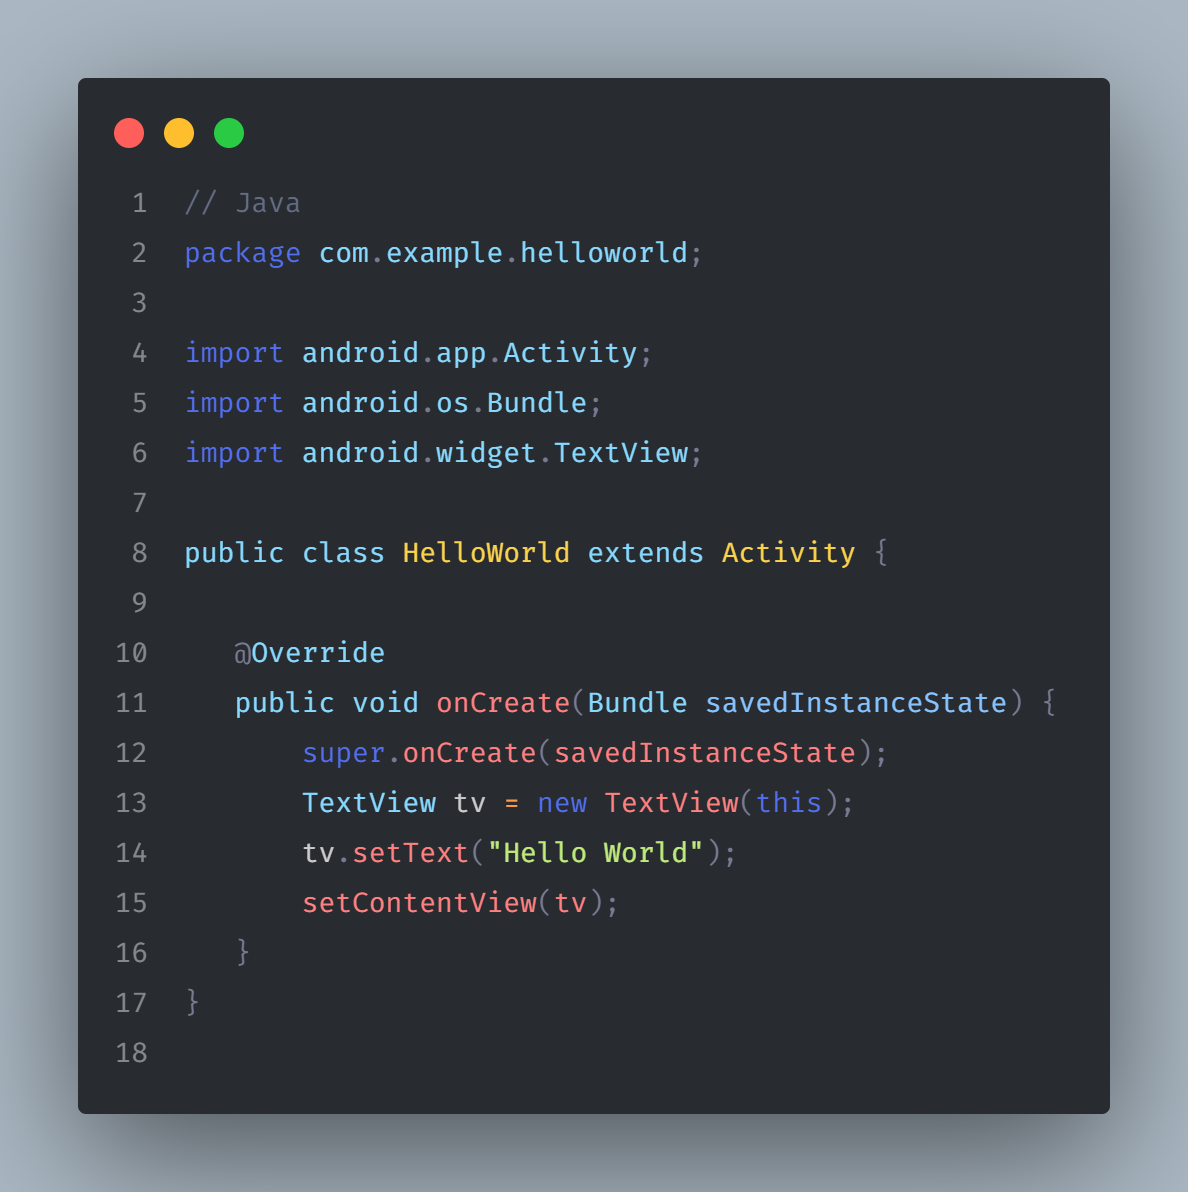 1 // Java
2 package com.example.helloworld;
3
4 import android.app.Activity;
5 import android.os.Bundle;
6 import android.widget.TextView;
7
8 public class HelloWorld extends Activity {
9
10    @Override
11    public void onCreate(Bundle savedInstanceState) {
12        super.onCreate(savedInstanceState);
13        TextView tv = new TextView(this);
14        tv.setText("Hello World");
15        setContentView(tv);
16    }
17 }
18